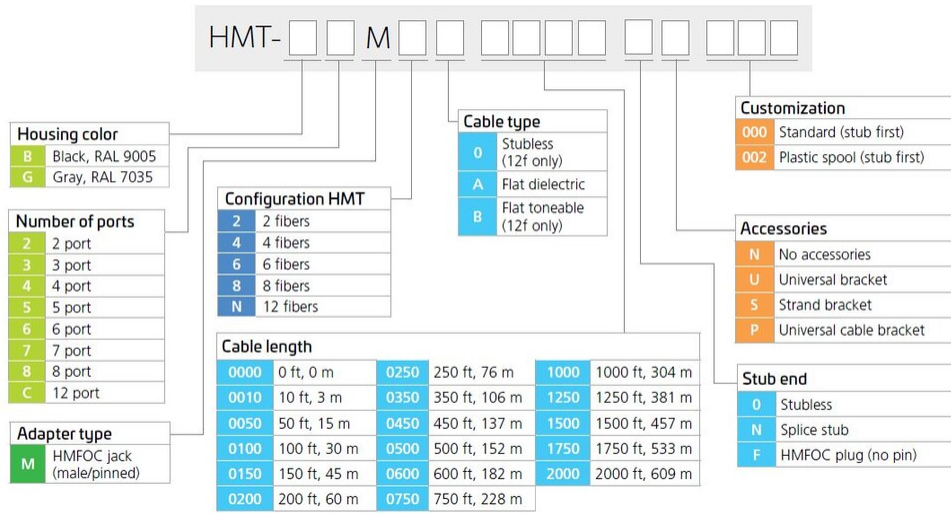 HMT- M
Housing color
B Black, RAL 9005
G Gray, RAL 7035
Number of ports
2 2 port
3 3 port
4 4 port
5 5 port
6 6 port
7 7 port
8 8 port
C 12 port
Adapter type
M HMFOC jack
(male/pinned)
Configuration HMT
2 2 fibers
4 4 fibers
6 6 fibers
8 8 fibers
N 12 fibers
Cable type
0 Stubless
(12f only)
A Flat dielectric
B Flat toneable
(12f only)
Cable length
0000 0 ft, 0 m 0250 250 ft, 76 m 1000 1000 ft, 304 m
0010 10 ft, 3 m 0350 350 ft, 106 m 1250 1250 ft, 381 m
0050 50 ft, 15 m 0450 450 ft, 137 m 1500 1500 ft, 457 m
0100 100 ft, 30 m 0500 500 ft, 152 m 1750 1750 ft, 533 m
0150 150 ft, 45 m 0600 600 ft, 182 m 2000 2000 ft, 609 m
0200 200 ft, 60 m 0750 750 ft, 228 m
Customization
000 Standard (stub first)
002 Plastic spool (stub first)
Accessories
N No accessories
U Universal bracket
S Strand bracket
P Universal cable bracket
Stub end
0 Stubless
N Splice stub
F HMFOC plug (no pin)